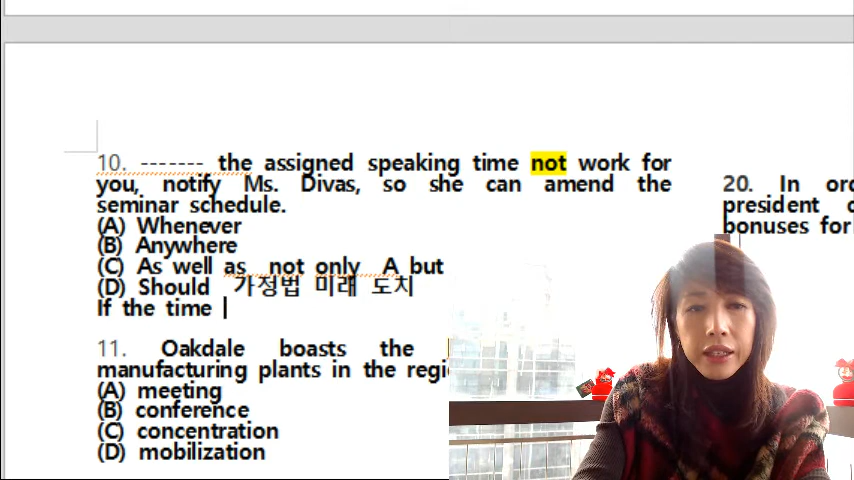 10. ------- the assigned speaking time not work for
you, notify Ms. Divas, so she can amend the
seminar schedule.
(A) Whenever
(B) Anywhere
(C) As well as not only A but
(D) Should 가정법 미래 도치
If the time
11. Oakdale boasts the
manufacturing plants in the regi
(A) meeting
(B) conference
(C) concentration
(D) mobilization
20. In or
president
bonuses for